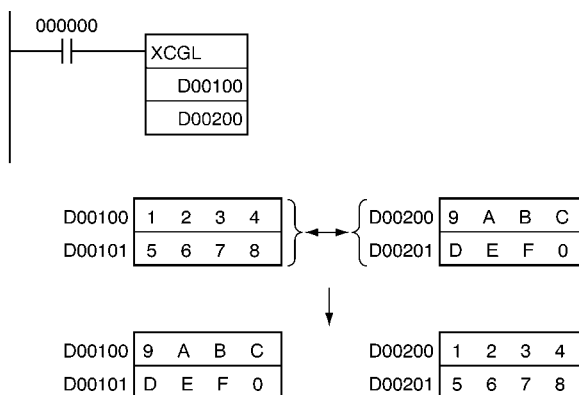 000000
XCGL
D00100
D00200
D00100 1 2 3 4 D00200 9 A B C
D00101 5 6 7 8 D00201 D E F 0
D00100 9 A B C D00200 1 2 3 4
D00101 D E F 0 D00201 5 6 7 8